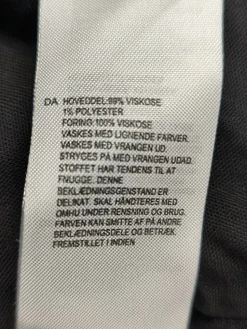 DA HOVEDDEL:99% VISKOSE
1% POLYESTER
FORING:100% VISKOSE
VASKES MED LIGNENDE FARVER.
VASKES MED VRANGEN UD.
STRYGES PÅ MED VRANGEN UDAD.
STOFFET HAR TENDENS TIL AT
FNUGGE. DENNE
BEKLÆDNINGSGENSTAND ER
DELIKAT. SKAL HÅNDTERES MED
OMHU UNDER RENSNING OG BRUG.
FARVEN KAN SMITTE AF PÅ ANDRE
BEKLÆDNINGSDELE OG BETRÆK.
FREMSTILLET I INDIEN